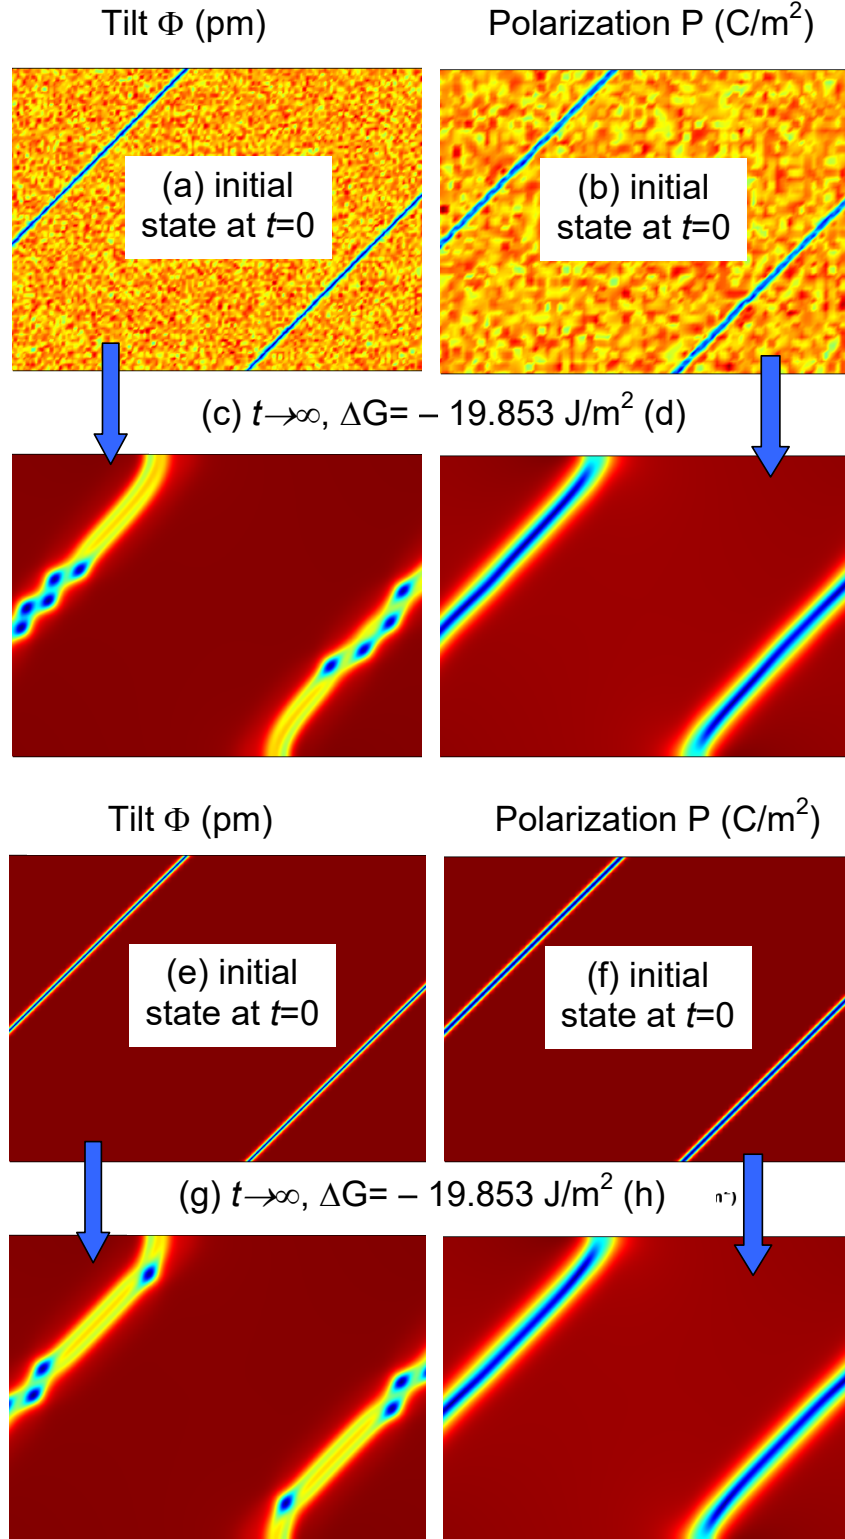 Tilt Φ (pm) Polarization P (C/m²)
(a) initial
state at t=0
(b) initial
state at t=0
(c) t→∞, ΔG= – 19.853 J/m² (d)
Tilt Φ (pm) Polarization P (C/m²)
(e) initial
state at t=0
(f) initial
state at t=0
(g) t→∞, ΔG= – 19.853 J/m² (h)